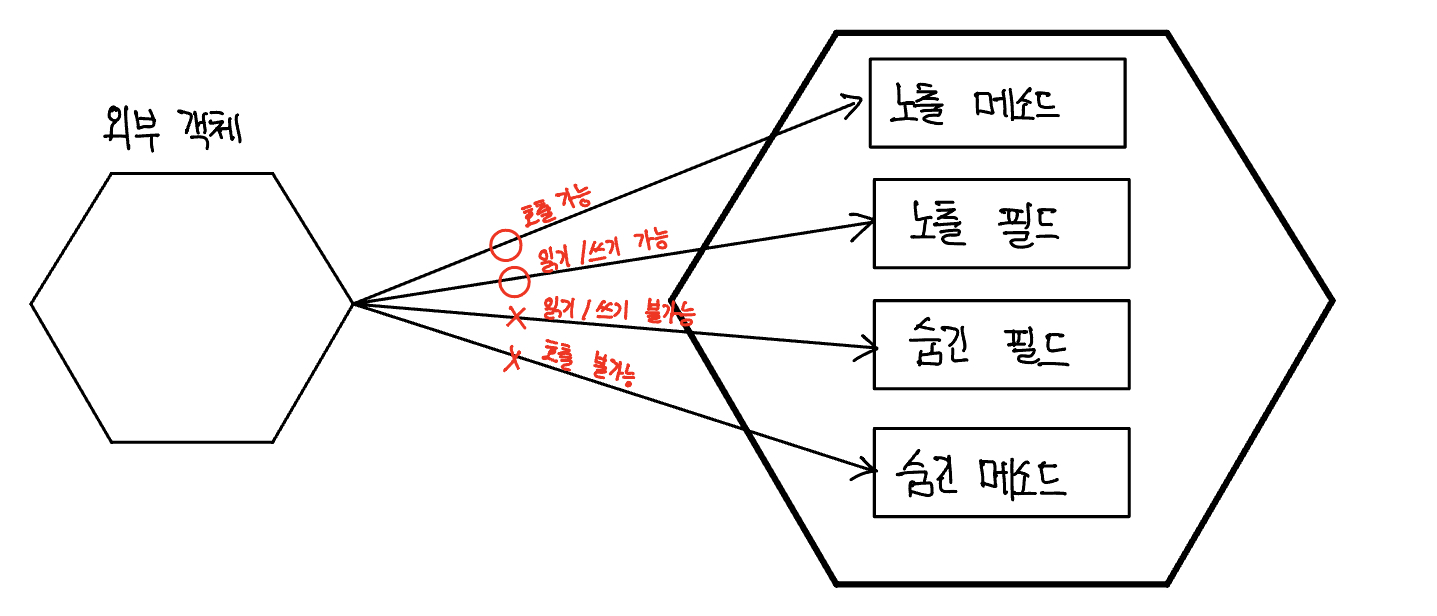 외부 객체
호출 가능
읽기 / 쓰기 가능
읽기 / 쓰기 불가능
호출 불가능
노출 메소드
노출 필드
숨긴 필드
숨긴 메소드